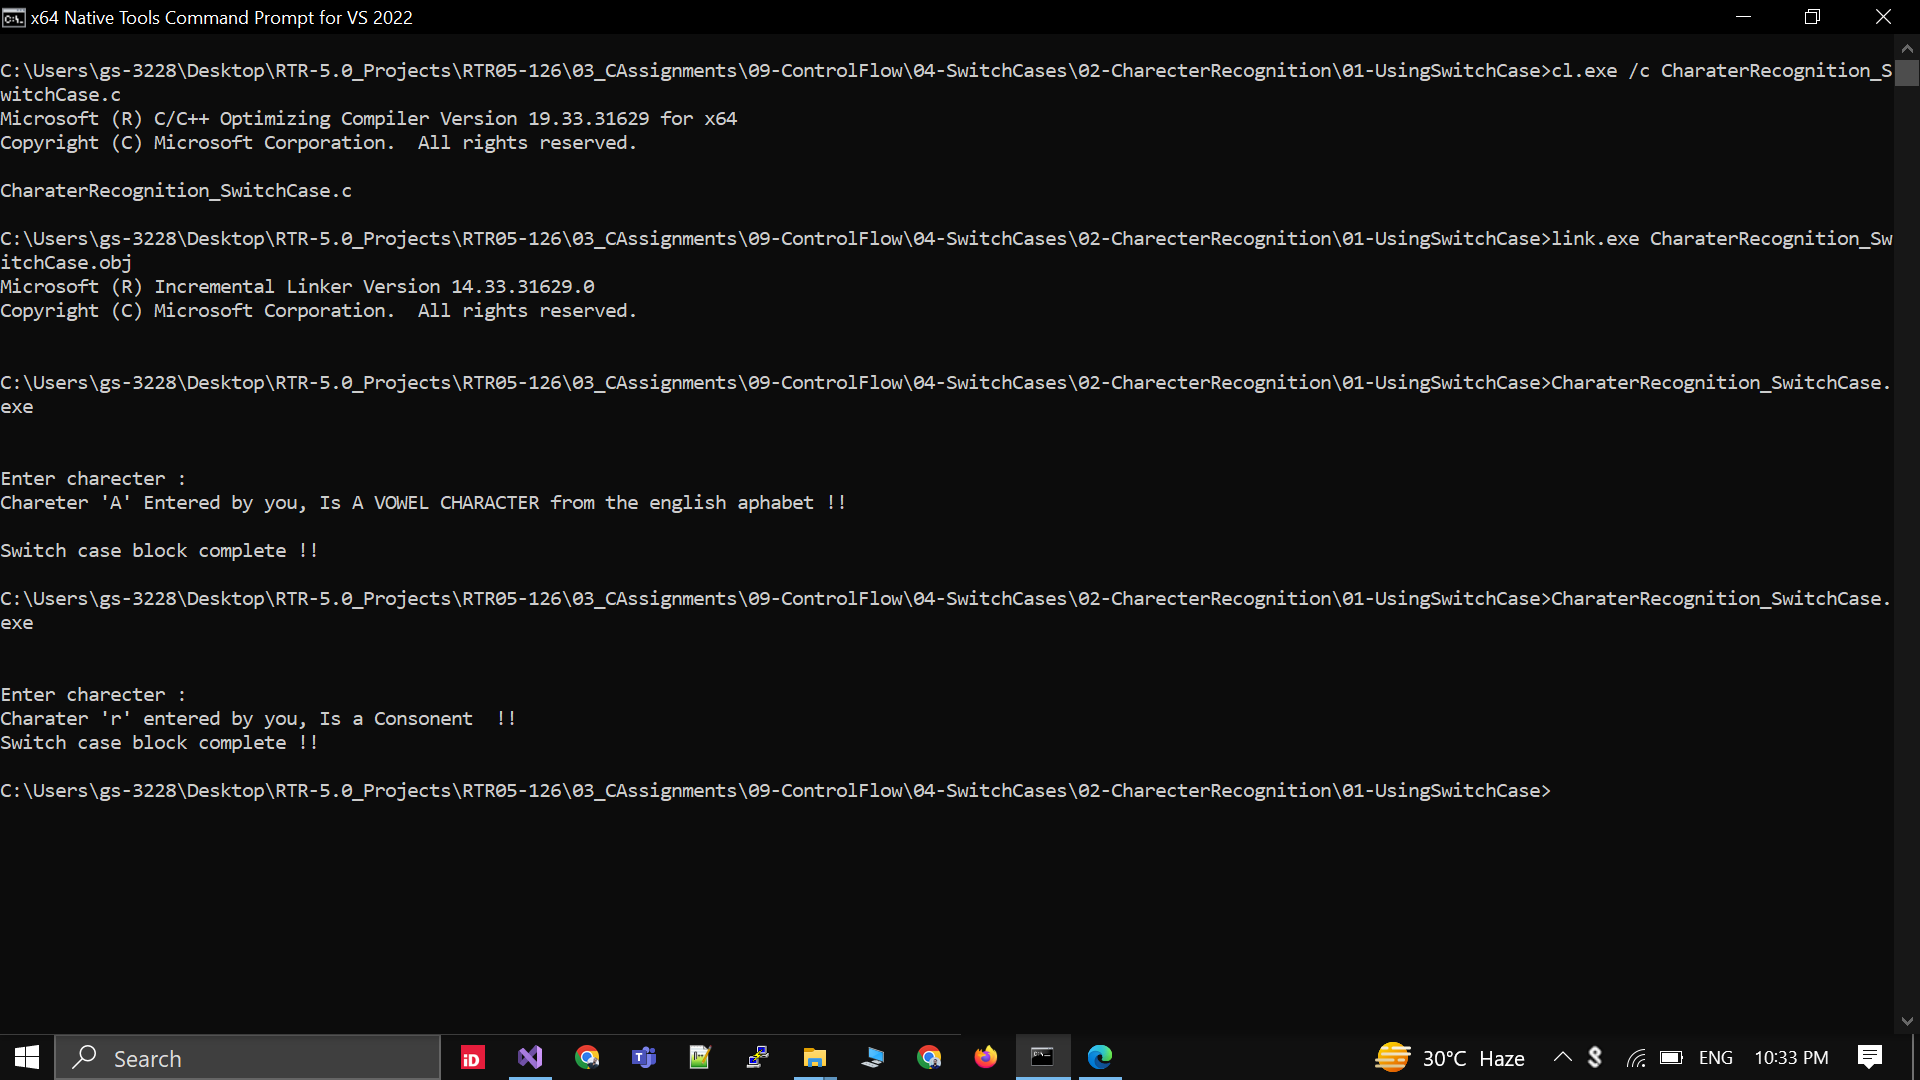 x64 Native Tools Command Prompt for VS 2022
C:\Users\gs-3228\Desktop\RTR-5.0_Projects\RTR05-126\03_CAssignments\09-ControlFlow\04-SwitchCases\02-CharecterRecognition\01-UsingSwitchCase>cl.exe /c CharaterRecognition_S
witchCase.c
Microsoft (R) C/C++ Optimizing Compiler Version 19.33.31629 for x64
Copyright (C) Microsoft Corporation.  All rights reserved.
CharaterRecognition_SwitchCase.c
C:\Users\gs-3228\Desktop\RTR-5.0_Projects\RTR05-126\03_CAssignments\09-ControlFlow\04-SwitchCases\02-CharecterRecognition\01-UsingSwitchCase>link.exe CharaterRecognition_Sw
itchCase.obj
Microsoft (R) Incremental Linker Version 14.33.31629.0
Copyright (C) Microsoft Corporation.  All rights reserved.
C:\Users\gs-3228\Desktop\RTR-5.0_Projects\RTR05-126\03_CAssignments\09-ControlFlow\04-SwitchCases\02-CharecterRecognition\01-UsingSwitchCase>CharaterRecognition_SwitchCase.
exe
Enter charecter :
Chareter 'A' Entered by you, Is A VOWEL CHARACTER from the english aphabet !!
Switch case block complete !!
C:\Users\gs-3228\Desktop\RTR-5.0_Projects\RTR05-126\03_CAssignments\09-ControlFlow\04-SwitchCases\02-CharecterRecognition\01-UsingSwitchCase>CharaterRecognition_SwitchCase.
exe
Enter charecter :
Charater 'r' entered by you, Is a Consonent  !!
Switch case block complete !!
C:\Users\gs-3228\Desktop\RTR-5.0_Projects\RTR05-126\03_CAssignments\09-ControlFlow\04-SwitchCases\02-CharecterRecognition\01-UsingSwitchCase>
Search iD 30°C Haze ENG 10:33 PM